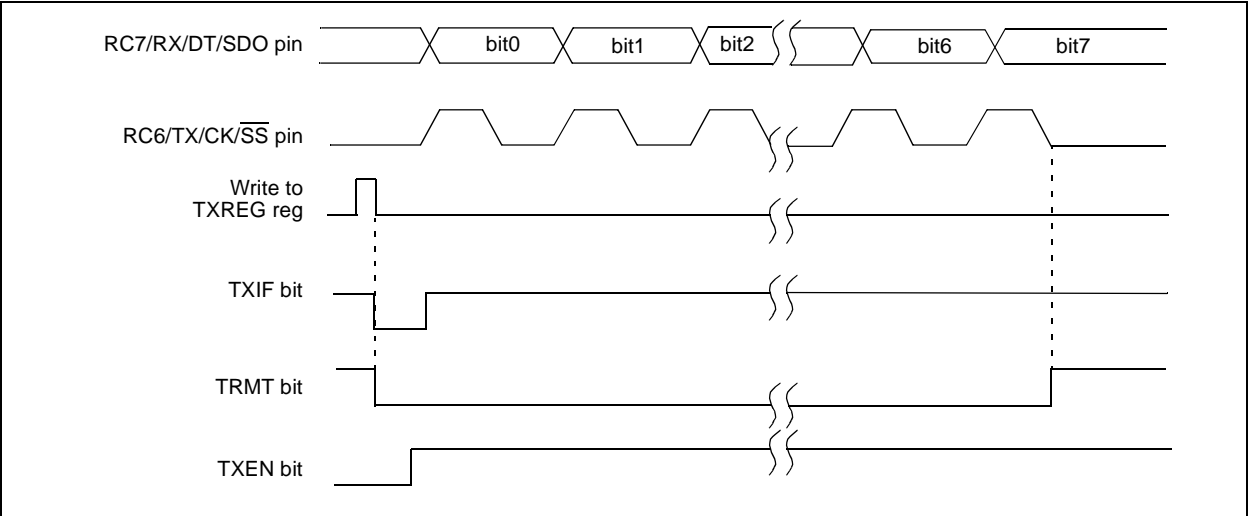 RC7/RX/DT/SDO pin
bit0 bit1 bit2 bit6 bit7
RC6/TX/CK/S̅S̅ pin
Write to
TXREG reg
TXIF bit
TRMT bit
TXEN bit